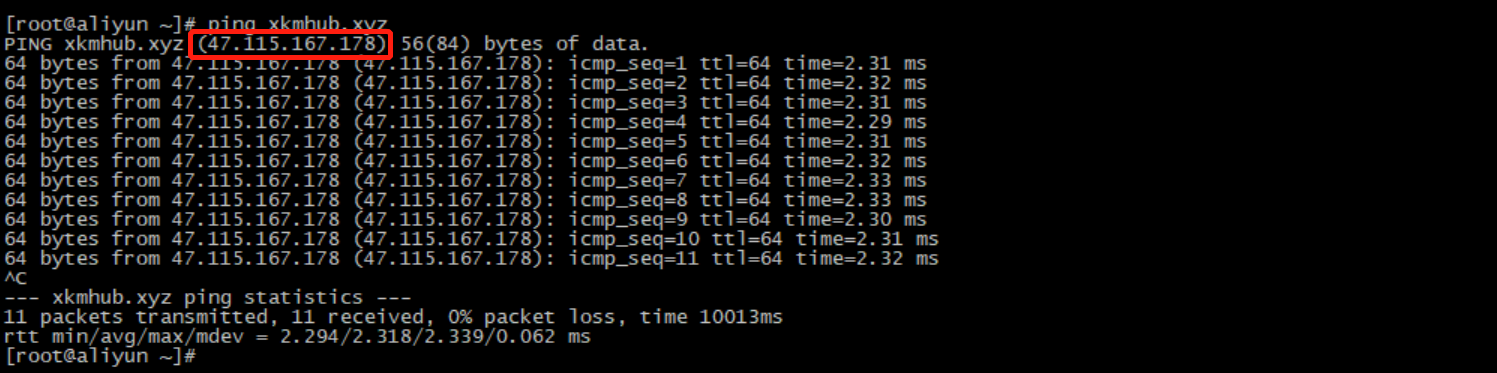 [root@aliyun ~]# ping xkmhub.xyz
PING xkmhub.xyz (47.115.167.178) 56(84) bytes of data.
64 bytes from 47.115.167.178 (47.115.167.178): icmp_seq=1 ttl=64 time=2.31 ms
64 bytes from 47.115.167.178 (47.115.167.178): icmp_seq=2 ttl=64 time=2.32 ms
64 bytes from 47.115.167.178 (47.115.167.178): icmp_seq=3 ttl=64 time=2.31 ms
64 bytes from 47.115.167.178 (47.115.167.178): icmp_seq=4 ttl=64 time=2.29 ms
64 bytes from 47.115.167.178 (47.115.167.178): icmp_seq=5 ttl=64 time=2.31 ms
64 bytes from 47.115.167.178 (47.115.167.178): icmp_seq=6 ttl=64 time=2.32 ms
64 bytes from 47.115.167.178 (47.115.167.178): icmp_seq=7 ttl=64 time=2.33 ms
64 bytes from 47.115.167.178 (47.115.167.178): icmp_seq=8 ttl=64 time=2.33 ms
64 bytes from 47.115.167.178 (47.115.167.178): icmp_seq=9 ttl=64 time=2.30 ms
64 bytes from 47.115.167.178 (47.115.167.178): icmp_seq=10 ttl=64 time=2.31 ms
64 bytes from 47.115.167.178 (47.115.167.178): icmp_seq=11 ttl=64 time=2.32 ms
^C
--- xkmhub.xyz ping statistics ---
11 packets transmitted, 11 received, 0% packet loss, time 10013ms
rtt min/avg/max/mdev = 2.294/2.318/2.339/0.062 ms
[root@aliyun ~]#